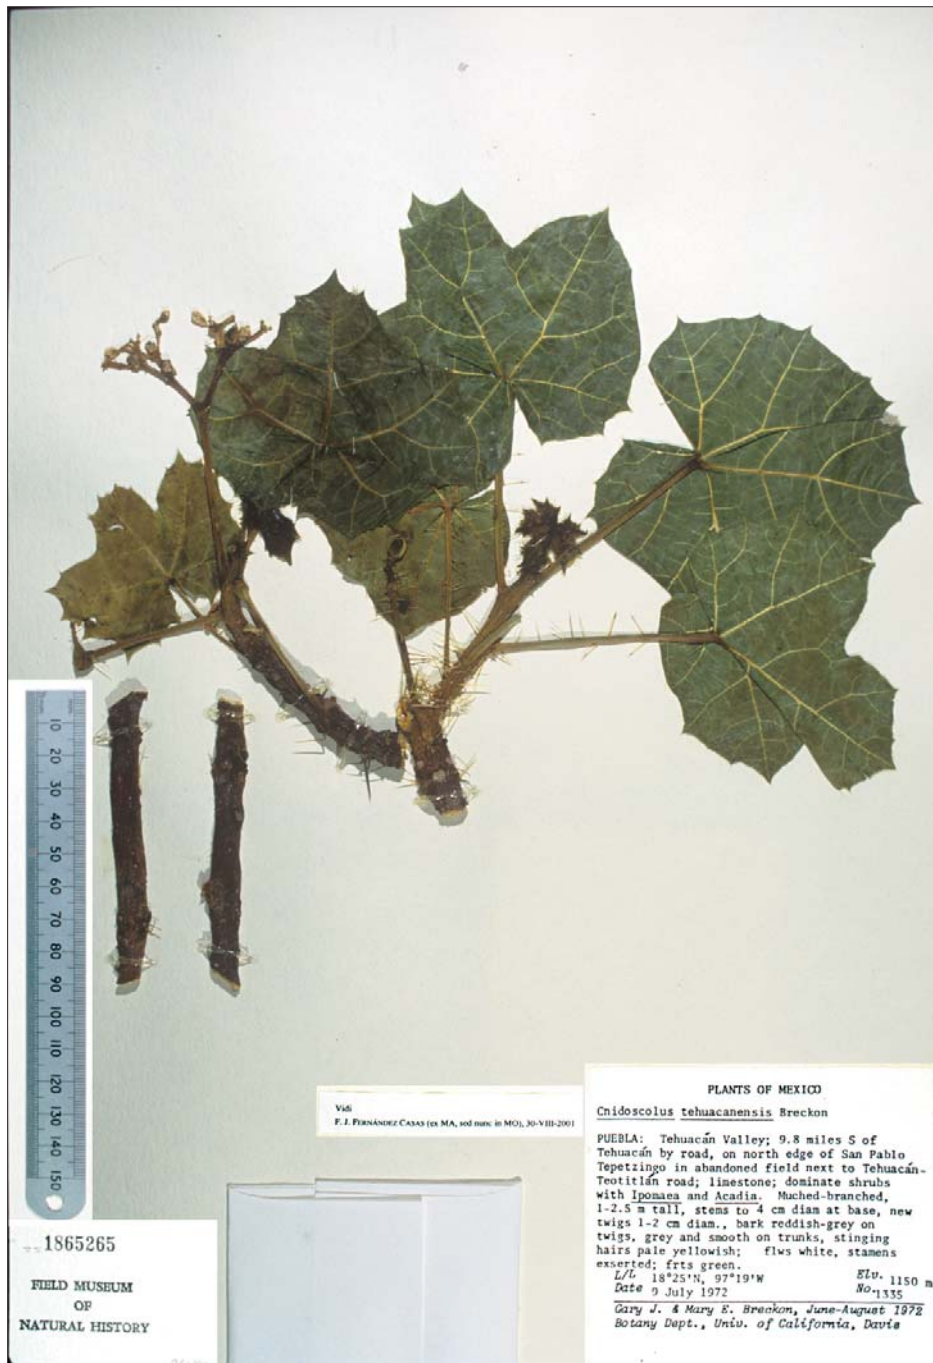 mm
10
20
30
40
50
60
70
80
90
100
110
120
130
140
150
Vidi
F. J. FERNÁNDEZ CASAS (ex MA, sed nunc in MO), 30-VIII-2001
1865265
FIELD MUSEUM
OF
NATURAL HISTORY
PLANTS OF MEXICO
Cnidoscolus tehuacanensis Breckon
PUEBLA: Tehuacán Valley; 9.8 miles S of
Tehuacán by road, on north edge of San Pablo
Tepetzingo in abandoned field next to Tehuacán-
Teotitlán road; limestone; dominate shrubs
with Ipomaea and Acadia. Muched-branched,
1-2.5 m tall, stems to 4 cm diam at base, new
twigs 1-2 cm diam., bark reddish-grey on
twigs, grey and smooth on trunks, stinging
hairs pale yellowish; flws white, stamens
exserted; frts green.
L/L 18°25'N, 97°19'W Elv. 1150 m
Date 9 July 1972 No. 1335
Gary J. & Mary E. Breckon, June-August 1972
Botany Dept., Univ. of California, Davis